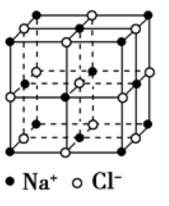 ● Na⁺ ○ Cl⁻